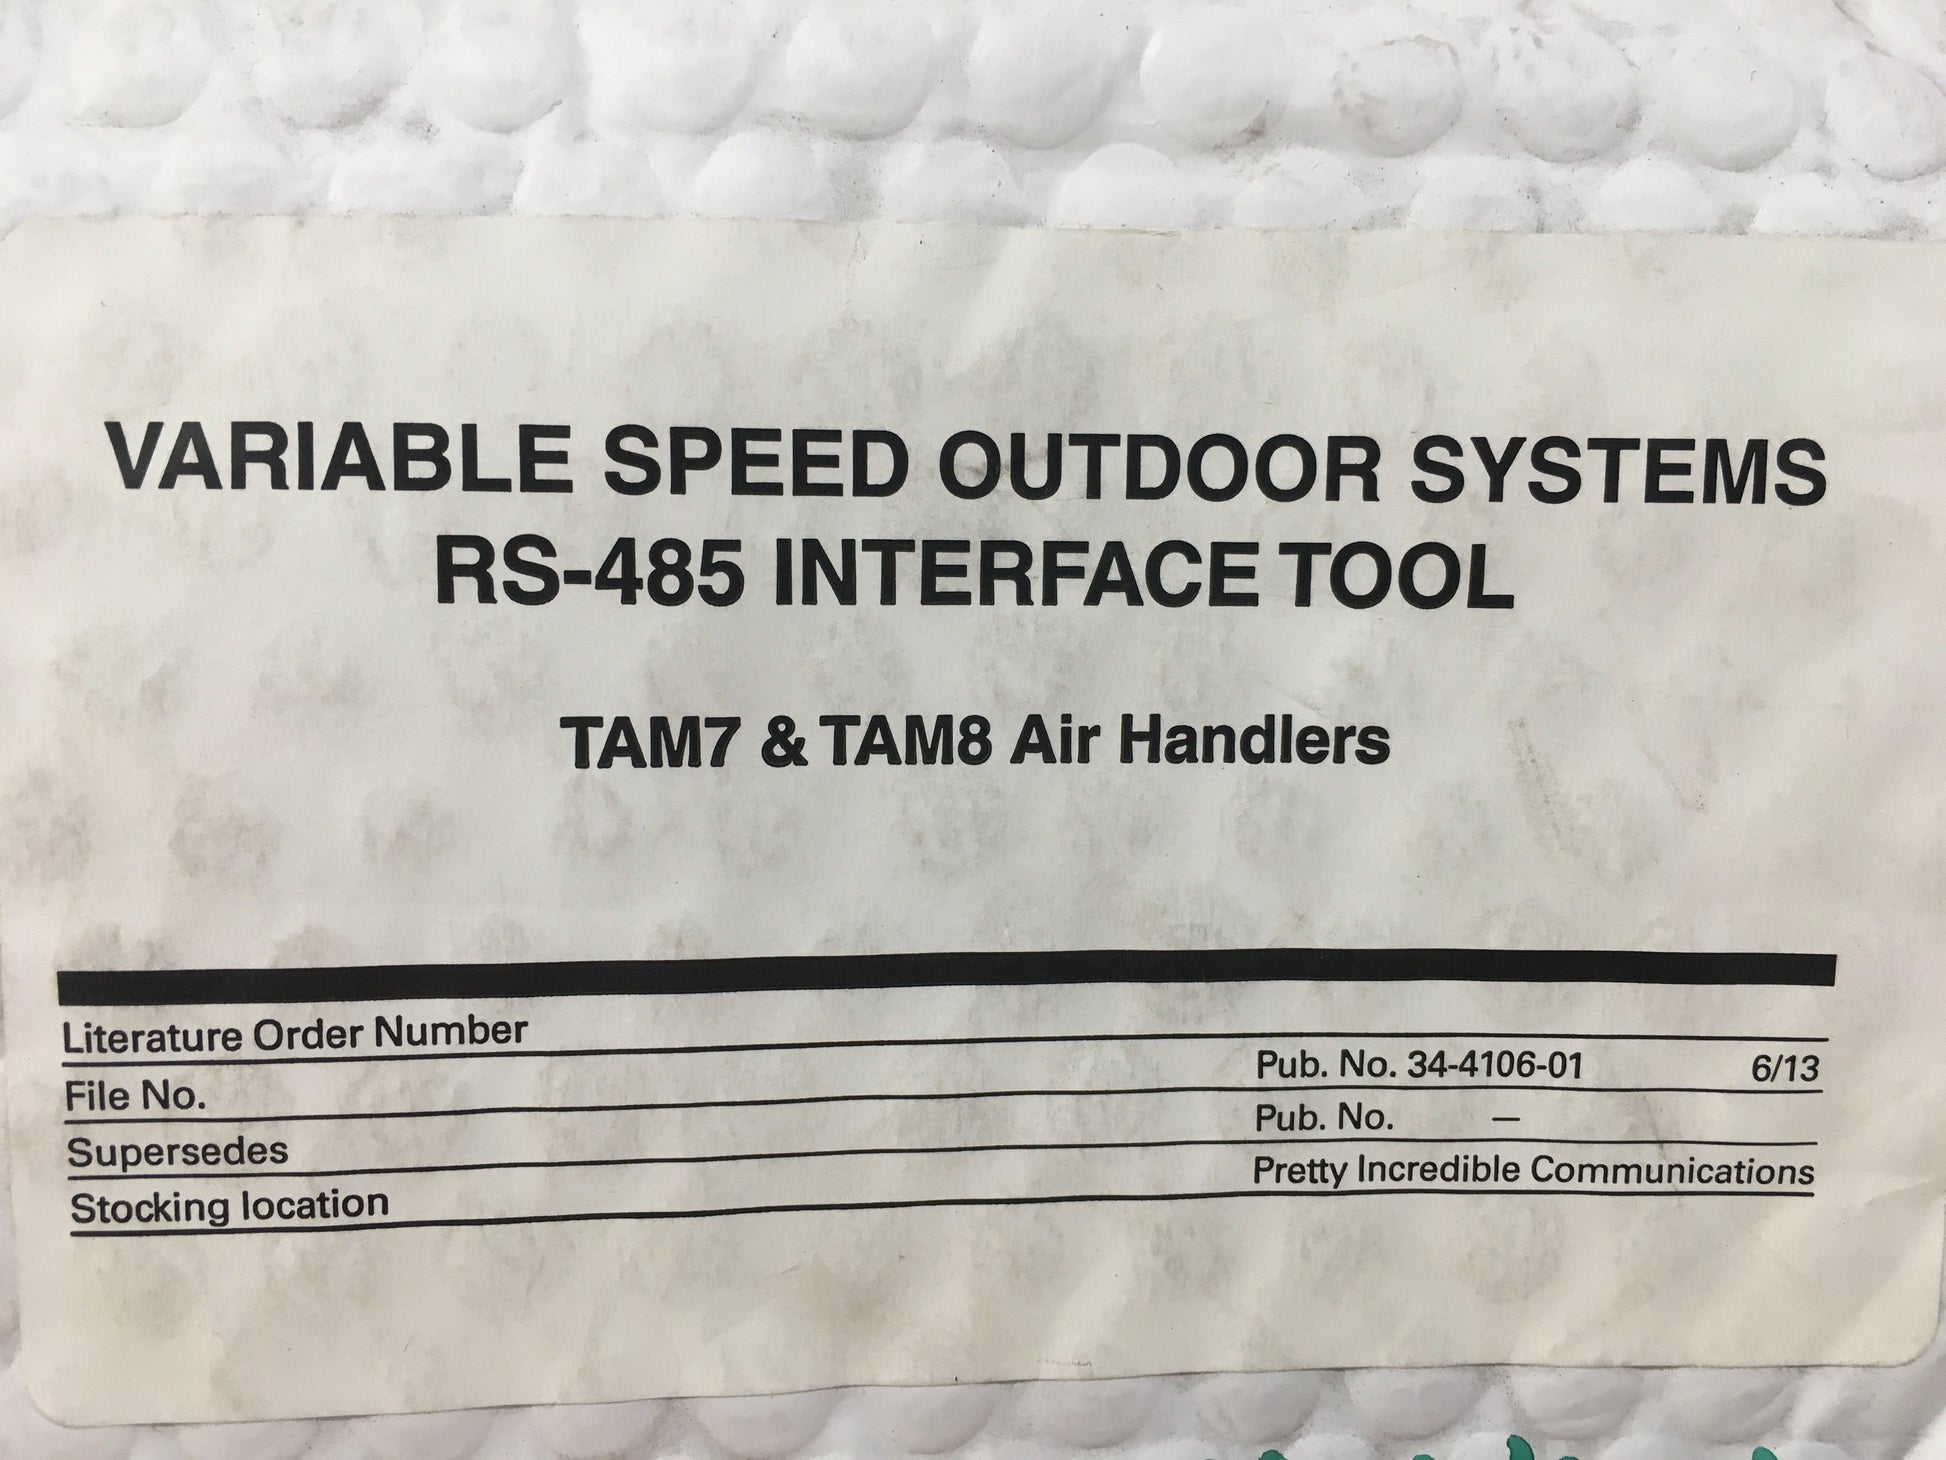 VARIABLE SPEED OUTDOOR SYSTEMS
RS-485 INTERFACE TOOL
TAM7 & TAM8 Air Handlers
Literature Order Number
File No. Pub. No. 34-4106-01 6/13
Supersedes Pub. No. —
Stocking location Pretty Incredible Communications